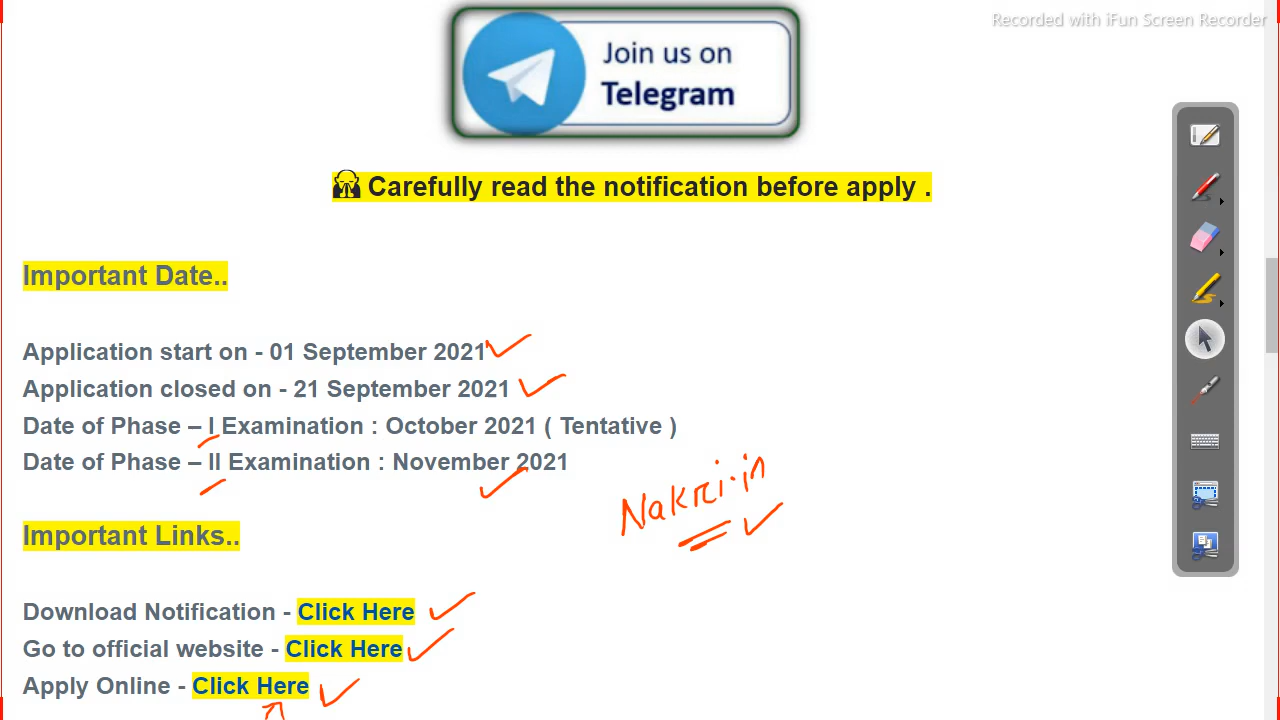 Recorded with iFun Screen Recorder
Join us on
Telegram
Carefully read the notification before apply .
Important Date..
Application start on - 01 September 2021
Application closed on - 21 September 2021
Date of Phase – I Examination : October 2021 ( Tentative )
Date of Phase – II Examination : November 2021
Nakri.in
Important Links..
Download Notification - Click Here
Go to official website - Click Here
Apply Online - Click Here